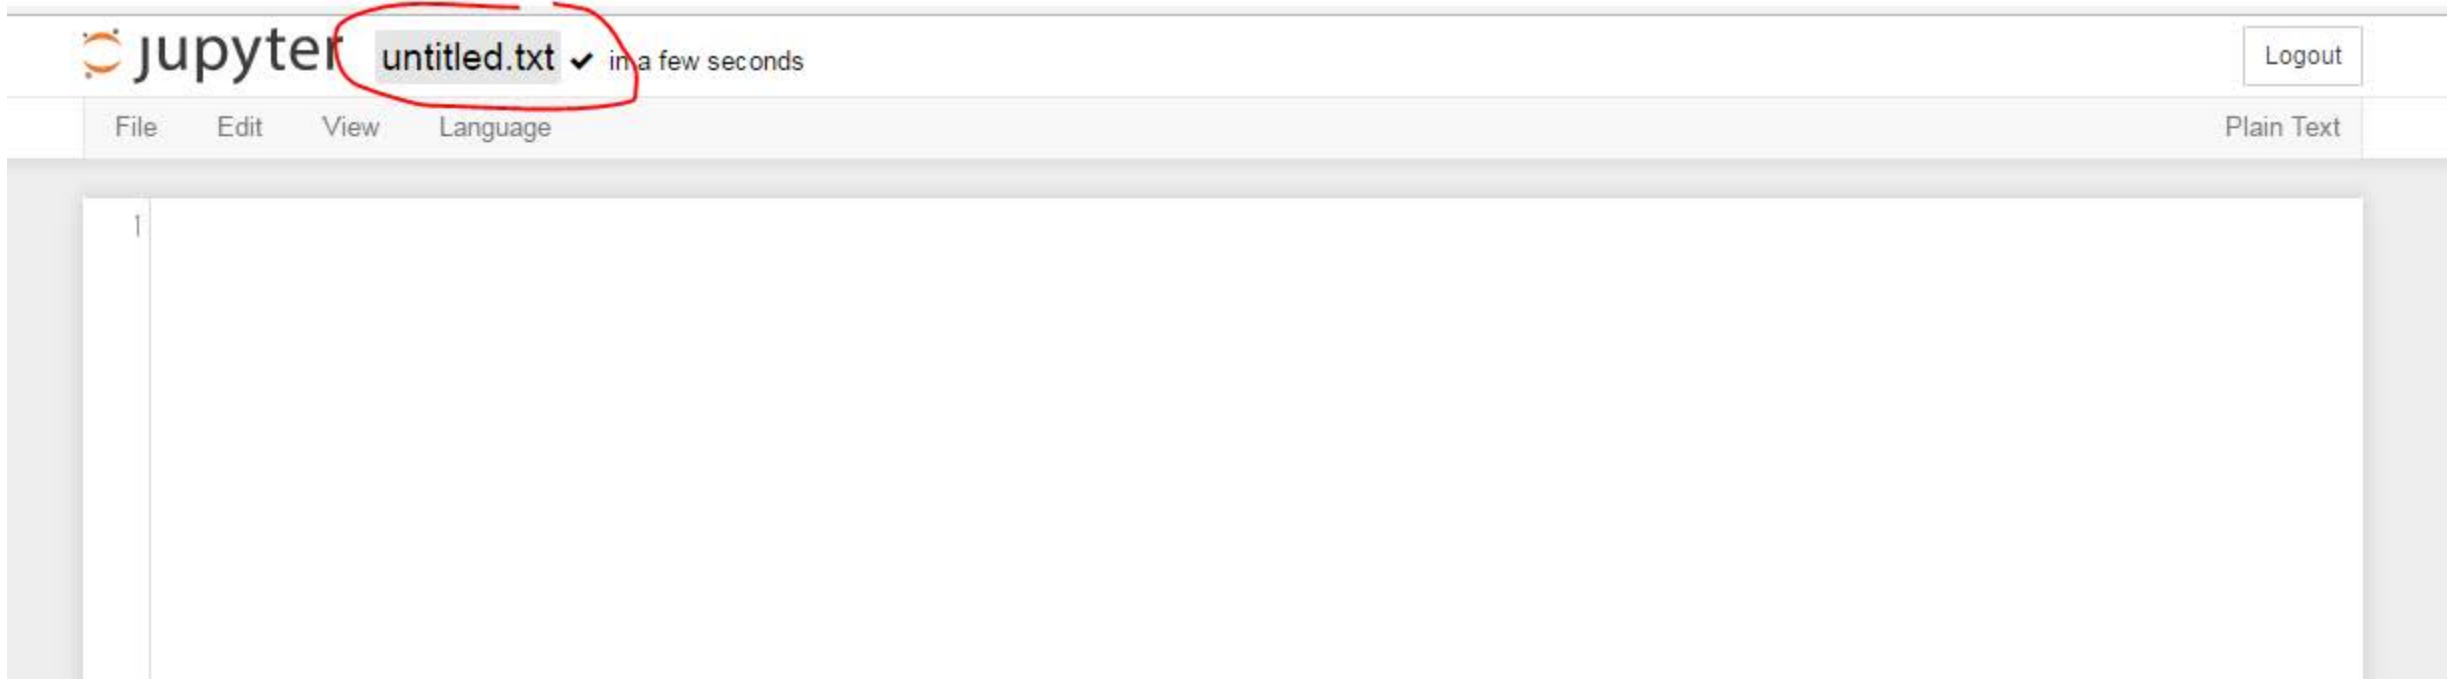 jupyter untitled.txt ✔ in a few seconds Logout
File Edit View Language Plain Text
1